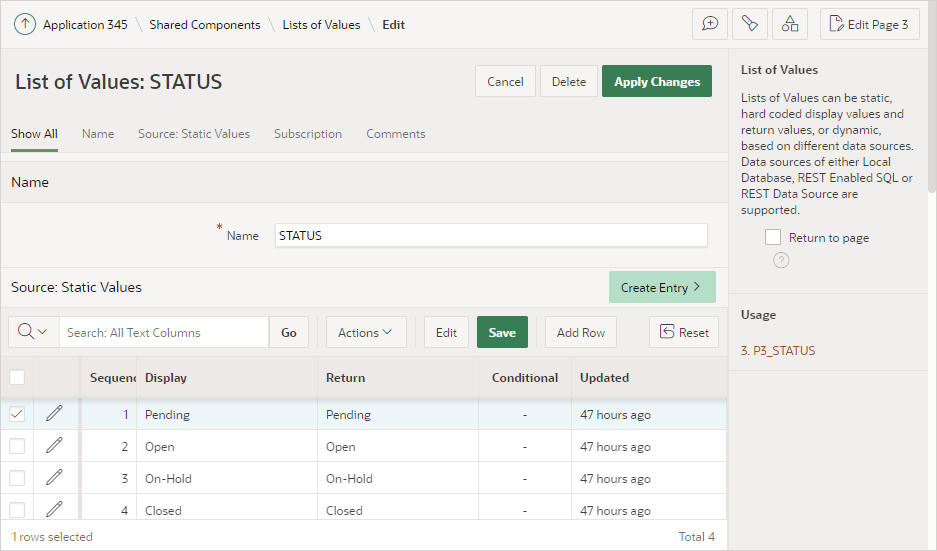 Application 345 \ Shared Components \ Lists of Values \ Edit
Edit Page 3
List of Values: STATUS
Cancel
Delete
Apply Changes
Show All Name Source: Static Values Subscription Comments
Name
* Name STATUS
Source: Static Values
Create Entry
Search: All Text Columns Go Actions Edit Save Add Row Reset
Sequenc Display Return Conditional Updated
1 Pending Pending - 47 hours ago
2 Open Open - 47 hours ago
3 On-Hold On-Hold - 47 hours ago
4 Closed Closed - 47 hours ago
1 rows selected Total 4
List of Values
Lists of Values can be static,
hard coded display values and
return values, or dynamic,
based on different data sources.
Data sources of either Local
Database, REST Enabled SQL or
REST Data Source are
supported.
Return to page
?
Usage
3. P3_STATUS